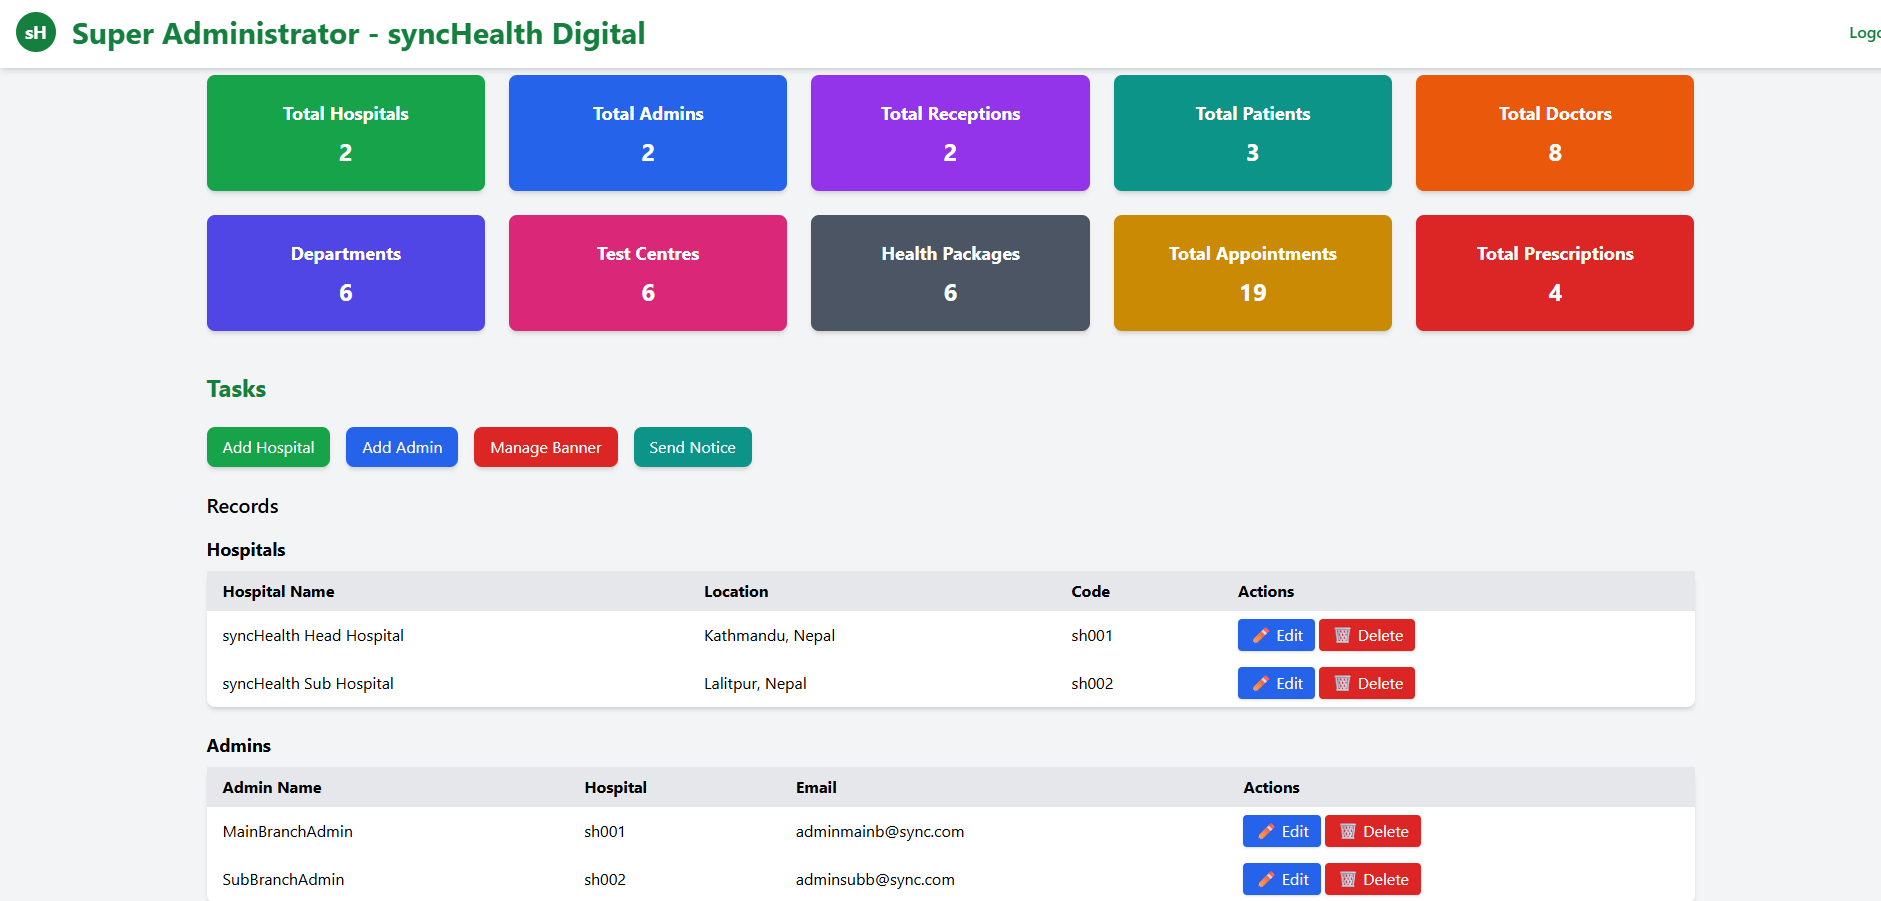 sH Super Administrator - syncHealth Digital Logo
Total Hospitals Total Admins Total Receptions Total Patients Total Doctors
2 2 2 3 8
Departments Test Centres Health Packages Total Appointments Total Prescriptions
6 6 6 19 4
Tasks
Add Hospital Add Admin Manage Banner Send Notice
Records
Hospitals
Hospital Name Location Code Actions
syncHealth Head Hospital Kathmandu, Nepal sh001 Edit Delete
syncHealth Sub Hospital Lalitpur, Nepal sh002 Edit Delete
Admins
Admin Name Hospital Email Actions
MainBranchAdmin sh001 adminmainb@sync.com Edit Delete
SubBranchAdmin sh002 adminsubb@sync.com Edit Delete